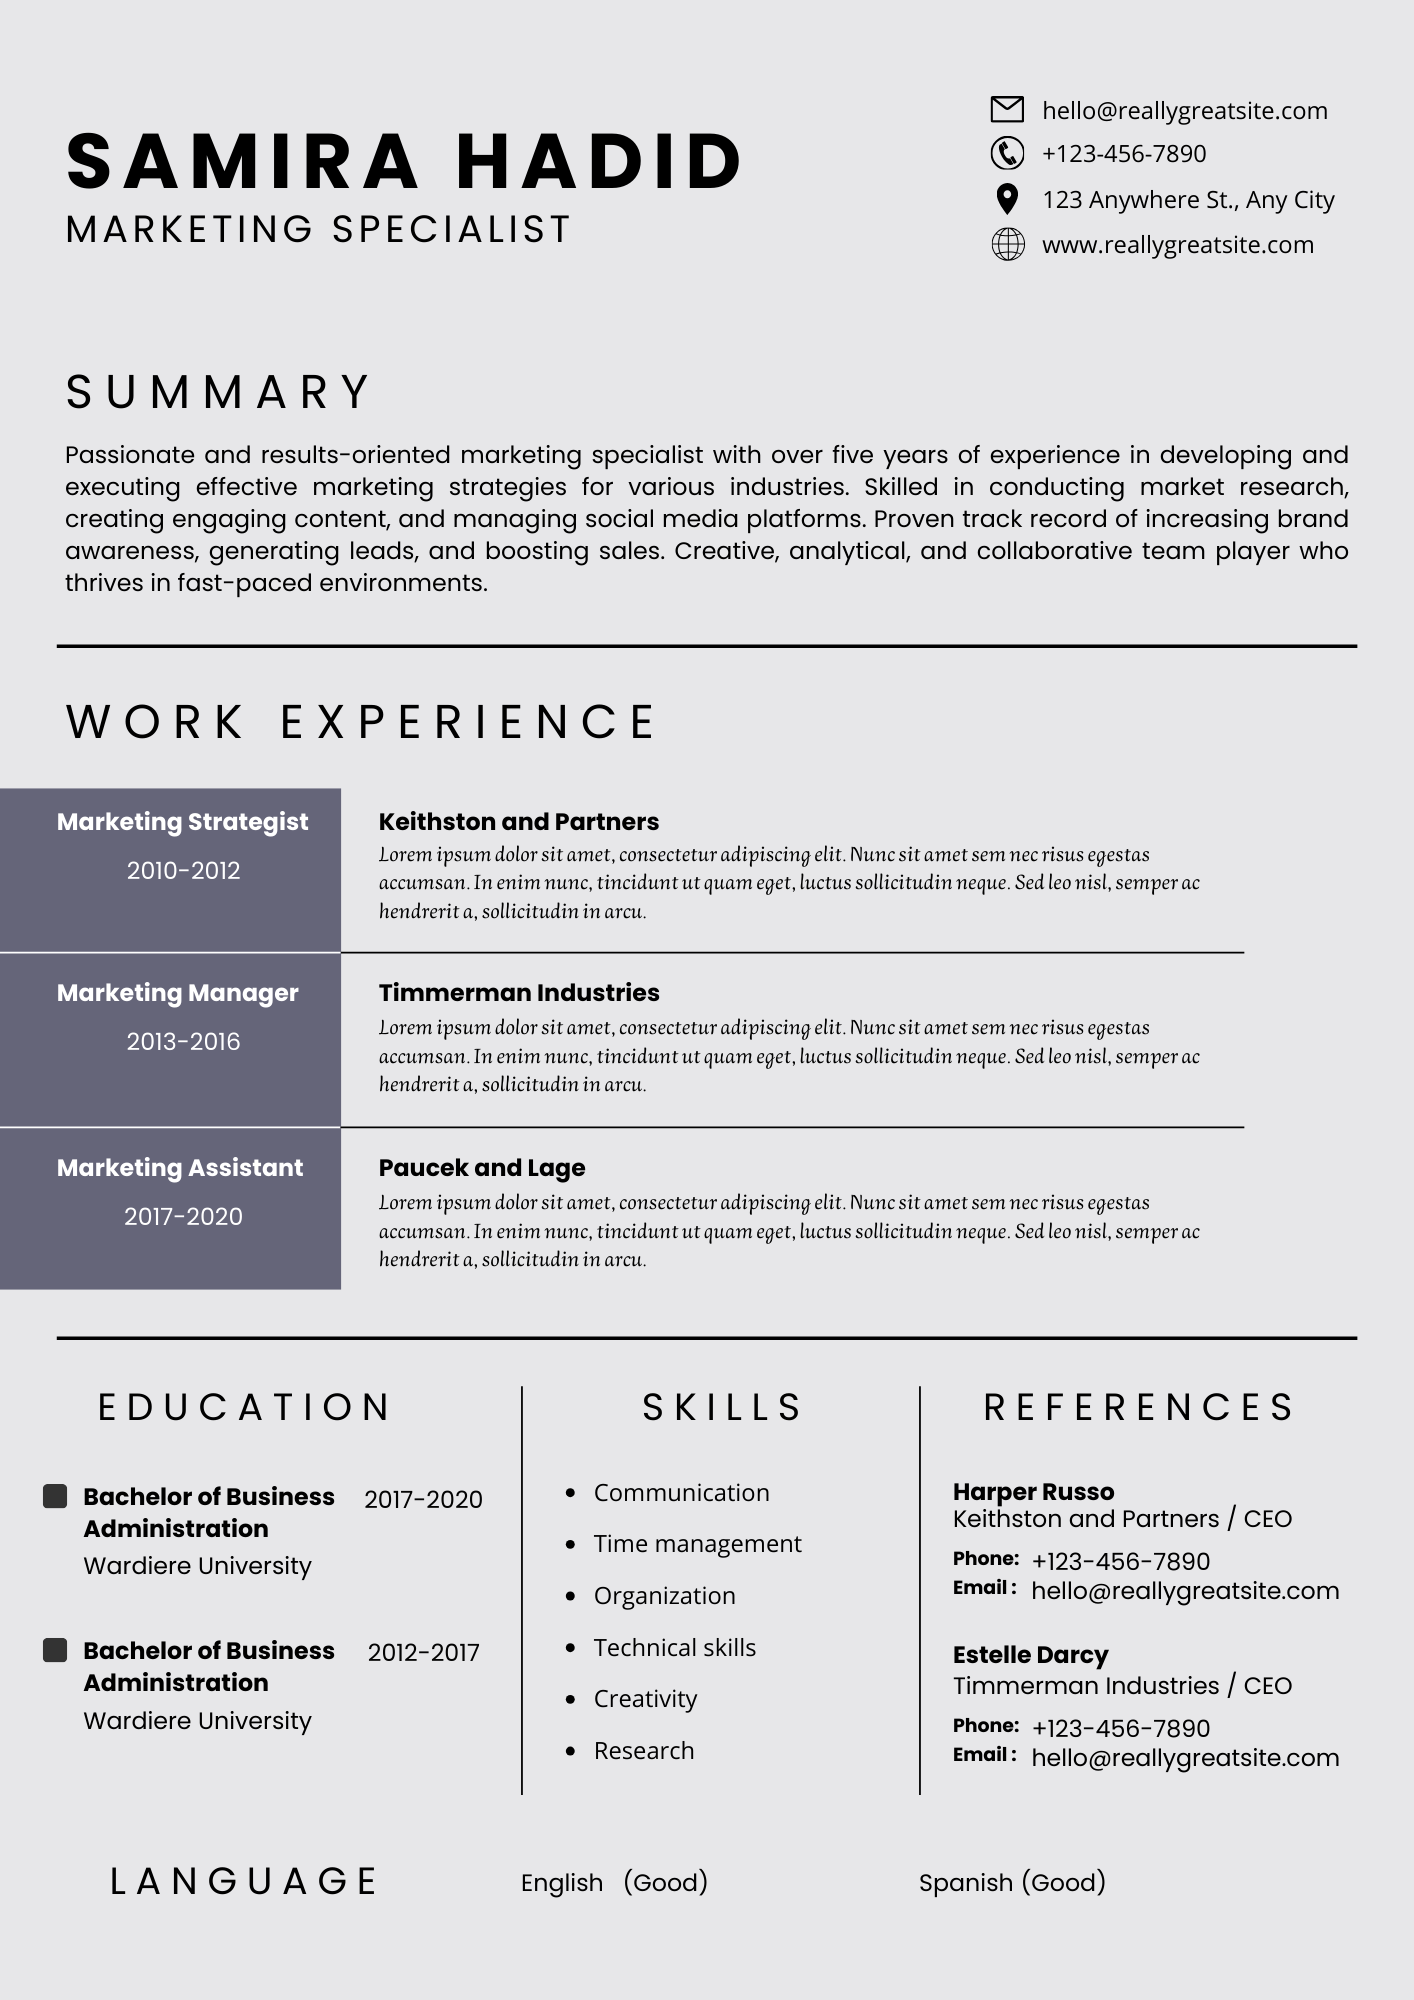 SAMIRA HADID
MARKETING SPECIALIST
hello@reallygreatsite.com
+123-456-7890
123 Anywhere St., Any City
www.reallygreatsite.com
SUMMARY
Passionate and results-oriented marketing specialist with over five years of experience in developing and
executing effective marketing strategies for various industries. Skilled in conducting market research,
creating engaging content, and managing social media platforms. Proven track record of increasing brand
awareness, generating leads, and boosting sales. Creative, analytical, and collaborative team player who
thrives in fast-paced environments.
WORK EXPERIENCE
Marketing Strategist
2010-2012
Keithston and Partners
Lorem ipsum dolor sit amet, consectetur adipiscing elit. Nunc sit amet sem nec risus egestas
accumsan. In enim nunc, tincidunt ut quam eget, luctus sollicitudin neque. Sed leo nisl, semper ac
hendrerit a, sollicitudin in arcu.
Marketing Manager
2013-2016
Timmerman Industries
Lorem ipsum dolor sit amet, consectetur adipiscing elit. Nunc sit amet sem nec risus egestas
accumsan. In enim nunc, tincidunt ut quam eget, luctus sollicitudin neque. Sed leo nisl, semper ac
hendrerit a, sollicitudin in arcu.
Marketing Assistant
2017-2020
Paucek and Lage
Lorem ipsum dolor sit amet, consectetur adipiscing elit. Nunc sit amet sem nec risus egestas
accumsan. In enim nunc, tincidunt ut quam eget, luctus sollicitudin neque. Sed leo nisl, semper ac
hendrerit a, sollicitudin in arcu.
EDUCATION
Bachelor of Business 2017-2020
Administration
Wardiere University
Bachelor of Business 2012-2017
Administration
Wardiere University
SKILLS
• Communication
• Time management
• Organization
• Technical skills
• Creativity
• Research
REFERENCES
Harper Russo
Keithston and Partners / CEO
Phone: +123-456-7890
Email : hello@reallygreatsite.com
Estelle Darcy
Timmerman Industries / CEO
Phone: +123-456-7890
Email : hello@reallygreatsite.com
LANGUAGE
English (Good)
Spanish (Good)